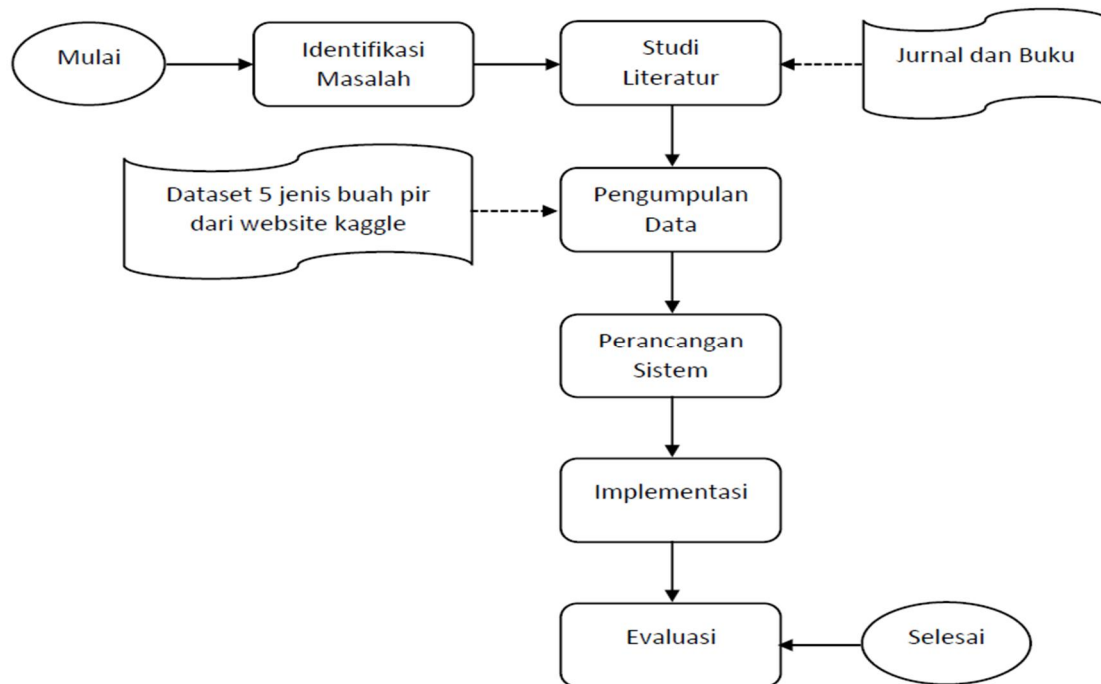 Mulai
Identifikasi
Masalah
Studi
Literatur
Jurnal dan Buku
Dataset 5 jenis buah pir
dari website kaggle
Pengumpulan
Data
Perancangan
Sistem
Implementasi
Evaluasi
Selesai